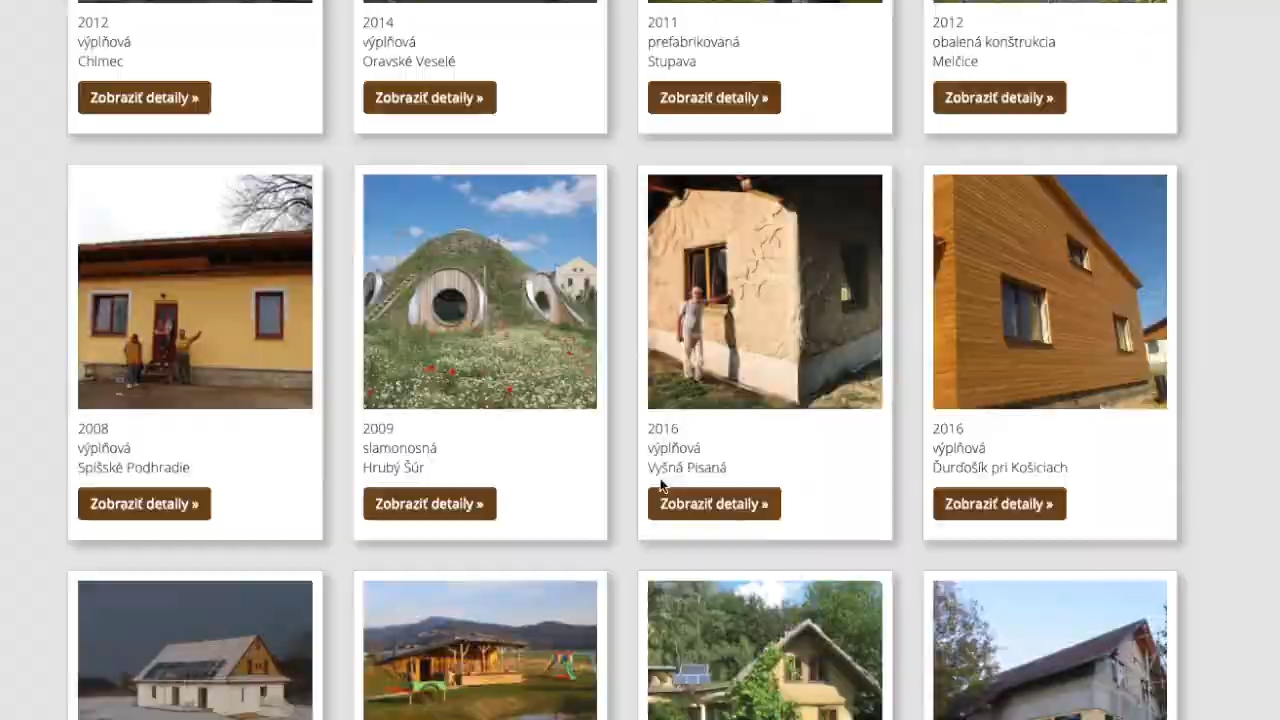 2012
výplňová
Chlmec
Zobraziť detaily »
2014
výplňová
Oravské Veselé
Zobraziť detaily »
2011
prefabrikovaná
Stupava
Zobraziť detaily »
2012
obalená konštrukcia
Melčice
Zobraziť detaily »
2008
výplňová
Spišské Podhradie
Zobraziť detaily »
2009
slamonosná
Hrubý Šúr
Zobraziť detaily »
2016
výplňová
Vyšná Pisaná
Zobraziť detaily »
2016
výplňová
Ďurďošík pri Košiciach
Zobraziť detaily »